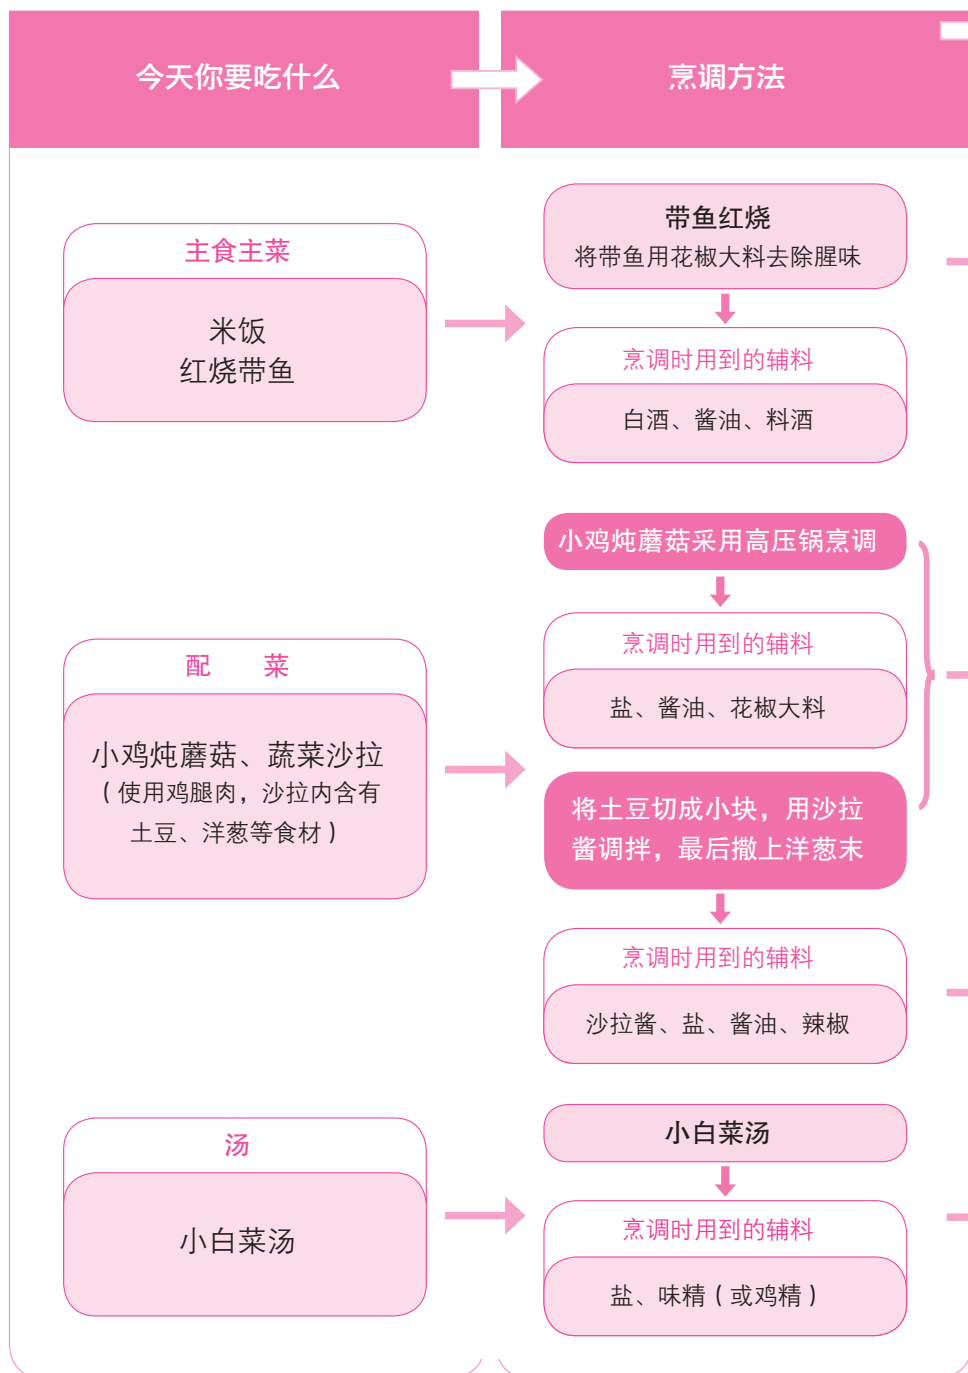 今天你要吃什么
烹调方法
主食主菜
米饭
红烧带鱼
带鱼红烧
将带鱼用花椒大料去除腥味
烹调时用到的辅料
白酒、酱油、料酒
配 菜
小鸡炖蘑菇、蔬菜沙拉
（使用鸡腿肉，沙拉内含有
土豆、洋葱等食材）
小鸡炖蘑菇采用高压锅烹调
烹调时用到的辅料
盐、酱油、花椒大料
将土豆切成小块，用沙拉
酱调拌，最后撒上洋葱末
烹调时用到的辅料
沙拉酱、盐、酱油、辣椒
汤
小白菜汤
小白菜汤
烹调时用到的辅料
盐、味精（或鸡精）